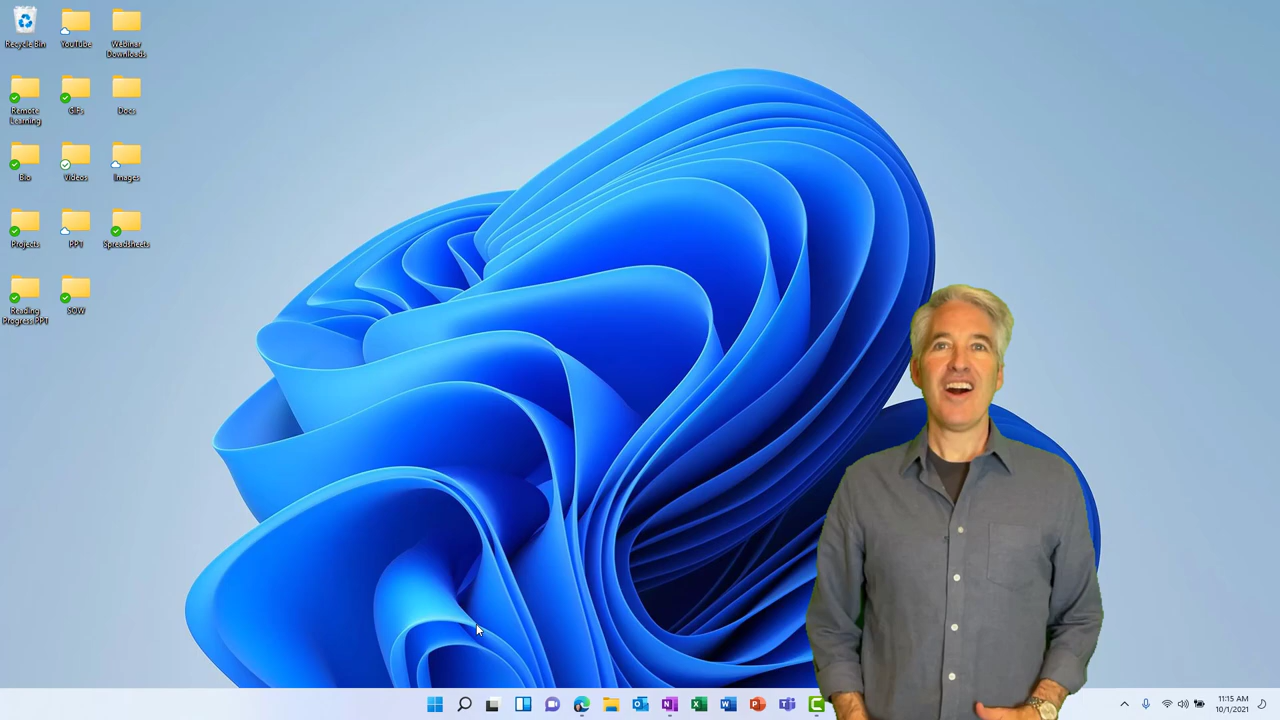 Recycle Bin
YouTube
Webinar
Downloads
Remote
Learning
GIFs
Docs
Bio
Videos
Images
Projects
PPT
Spreadsheets
Reading
Progress PPT
SOW
11:15 AM
10/1/2021